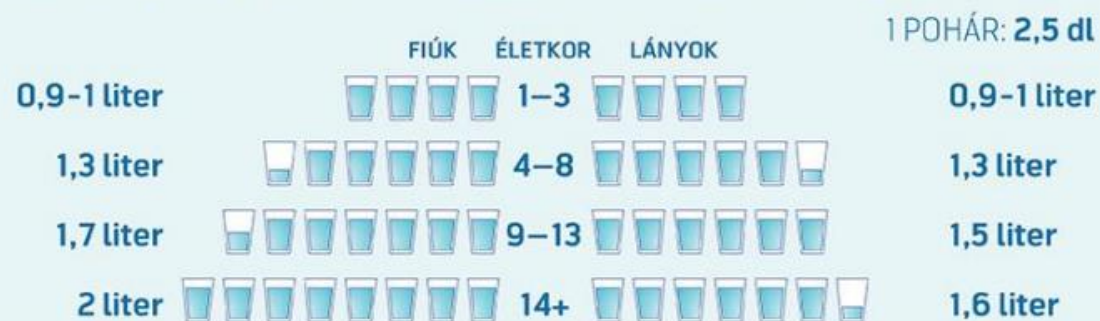 1 POHÁR: 2,5 dl
FIÚK ÉLETKOR LÁNYOK
0,9-1 liter 1–3 0,9-1 liter
1,3 liter 4–8 1,3 liter
1,7 liter 9–13 1,5 liter
2 liter 14+ 1,6 liter